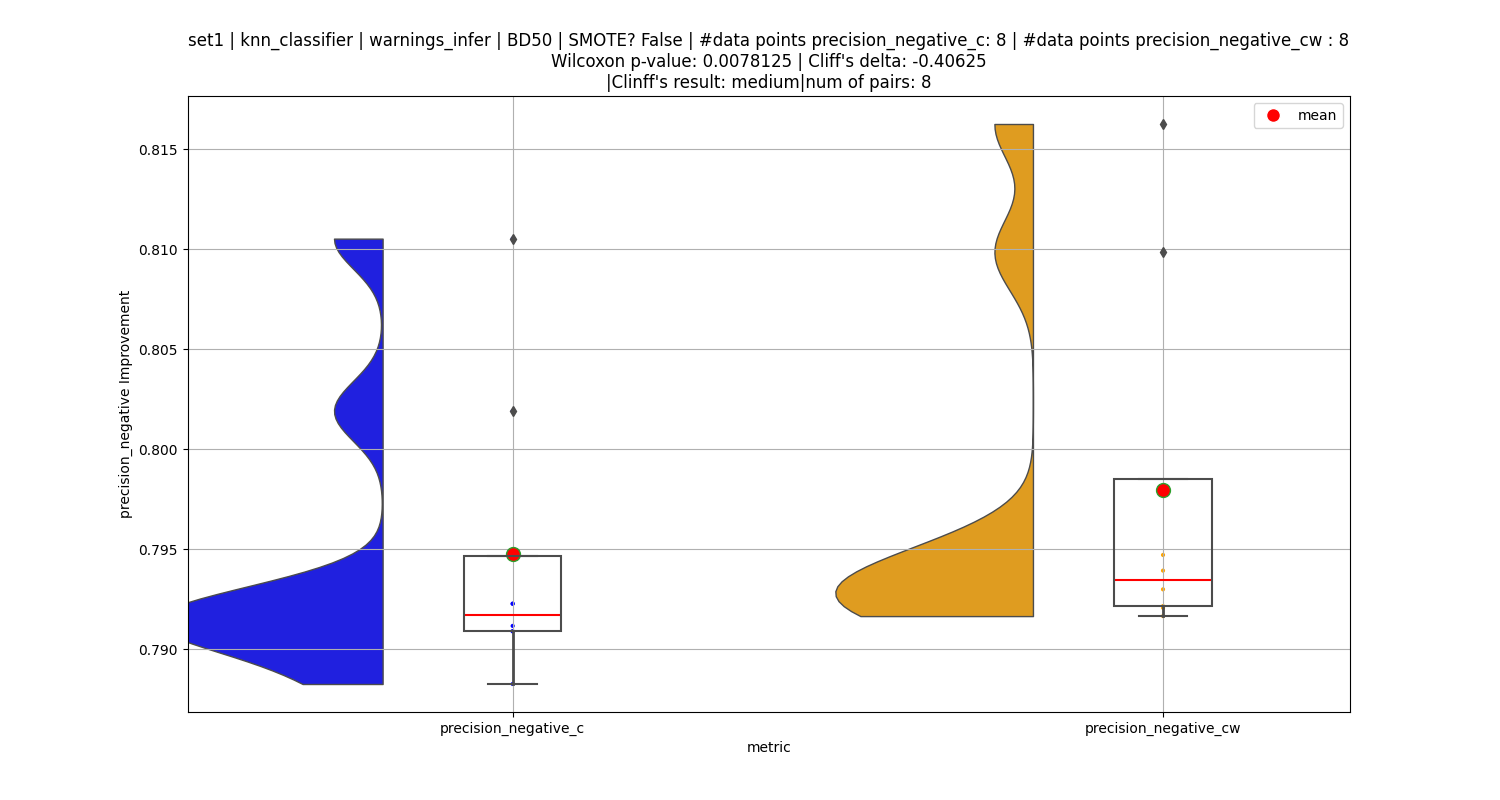 set1 | knn_classifier | warnings_infer | BD50 | SMOTE? False | #data points precision_negative_c: 8 | #data points precision_negative_cw : 8
Wilcoxon p-value: 0.0078125 | Cliff's delta: -0.40625
|Clinff's result: medium|num of pairs: 8
mean
0.815
0.810
0.805
0.800
0.795
0.790
precision_negative Improvement
precision_negative_c
precision_negative_cw
metric